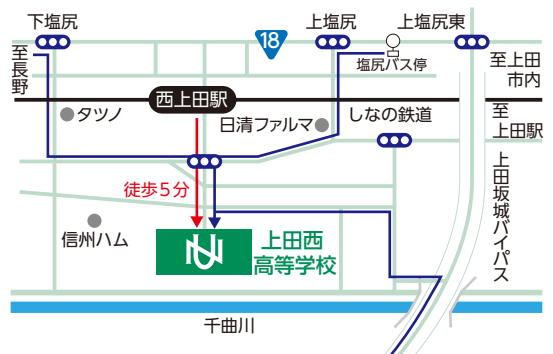 下塩尻
18
上塩尻
上塩尻東
塩尻バス停
至長野
至上田
市内
西上田駅
タツノ
日清ファルマ
しなの鉄道
至
上田駅
徒歩5分
上田坂城バイパス
信州ハム
上田西
高等学校
千曲川